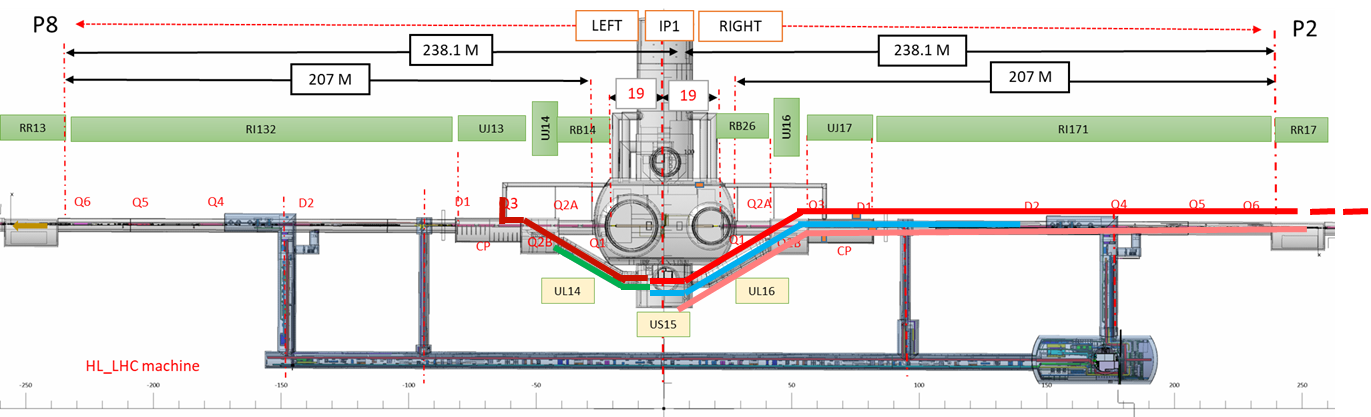 P8
LEFT
IP1
RIGHT
P2
238.1 M
238.1 M
207 M
207 M
19
19
RR13
RI132
UJ13
UJ14
RB14
RB26
UJ16
UJ17
RI171
RR17
100
x
Q6
Q5
Q4
D2
D1
Q3
Q2A
Q2B
Q1
CP
Q1
Q2A
Q3
D1
CP
D2
Q4
Q5
Q6
x
UL14
UL16
US15
HL_LHC machine
-250
-200
-150
-100
-50
50
100
150
200
250